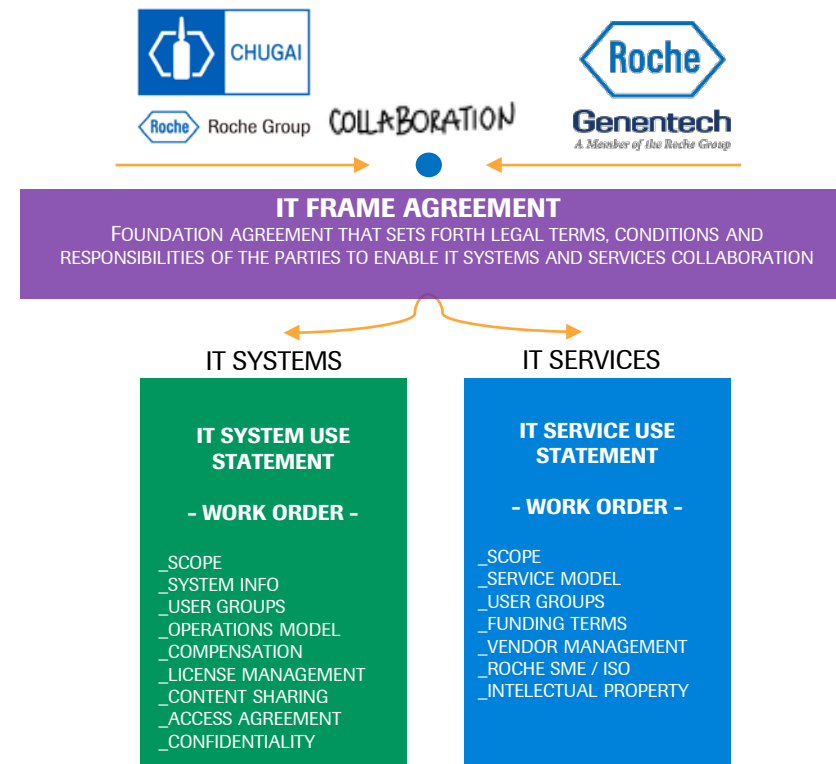 CHUGAI
Roche Roche Group
COLLABORATION
Roche
Genentech
A Member of the Roche Group
IT FRAME AGREEMENT
FOUNDATION AGREEMENT THAT SETS FORTH LEGAL TERMS, CONDITIONS AND
RESPONSIBILITIES OF THE PARTIES TO ENABLE IT SYSTEMS AND SERVICES COLLABORATION
IT SYSTEMS
IT SYSTEM USE
STATEMENT
- WORK ORDER -
_SCOPE
_SYSTEM INFO
_USER GROUPS
_OPERATIONS MODEL
_COMPENSATION
_LICENSE MANAGEMENT
_CONTENT SHARING
_ACCESS AGREEMENT
_CONFIDENTIALITY
IT SERVICES
IT SERVICE USE
STATEMENT
- WORK ORDER -
_SCOPE
_SERVICE MODEL
_USER GROUPS
_FUNDING TERMS
_VENDOR MANAGEMENT
_ROCHE SME / ISO
_INTELECTUAL PROPERTY